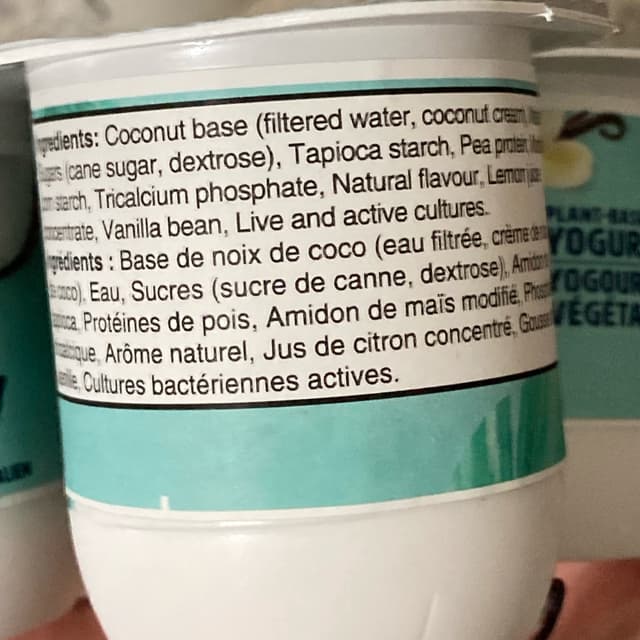 Ingredients: Coconut base (filtered water, coconut cream),
Sugars (cane sugar, dextrose), Tapioca starch, Pea protein,
corn starch, Tricalcium phosphate, Natural flavour, Lemon juice
concentrate, Vanilla bean, Live and active cultures.
Ingrédients : Base de noix de coco (eau filtrée, crème de noix
de coco), Eau, Sucres (sucre de canne, dextrose), Amidon
tapioca, Protéines de pois, Amidon de maïs modifié,
Arôme naturel, Jus de citron concentré,
Cultures bactériennes actives.
PLANT-BAS
YOGUR
YOGOUR
VÉGÉTA